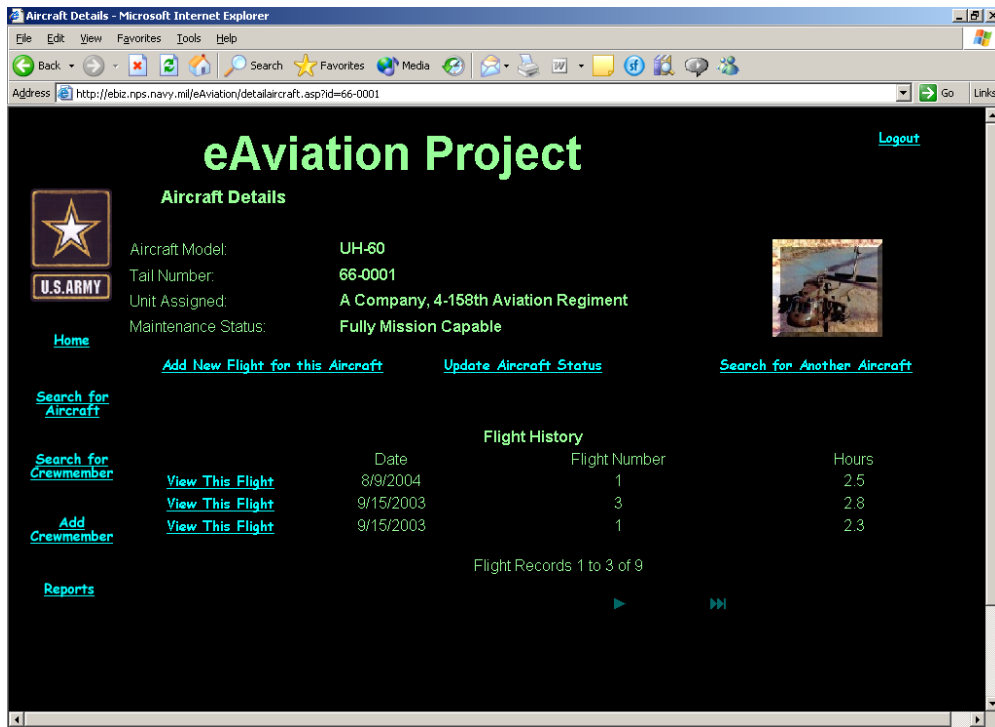 Aircraft Details - Microsoft Internet Explorer
File Edit View Favorites Tools Help
Back Search Favorites Media
Address http://ebiz.nps.navy.mil/eAviation/detailaircraft.asp?id=66-0001 Go Links
eAviation Project
Logout
Aircraft Details
U.S.ARMY
Aircraft Model: UH-60
Tail Number: 66-0001
Unit Assigned: A Company, 4-158th Aviation Regiment
Maintenance Status: Fully Mission Capable
Home
Add New Flight for this Aircraft Update Aircraft Status Search for Another Aircraft
Search for
Aircraft
Flight History
Search for
Crewmember
Date Flight Number Hours
View This Flight 8/9/2004 1 2.5
View This Flight 9/15/2003 3 2.8
View This Flight 9/15/2003 1 2.3
Add
Crewmember
Flight Records 1 to 3 of 9
Reports